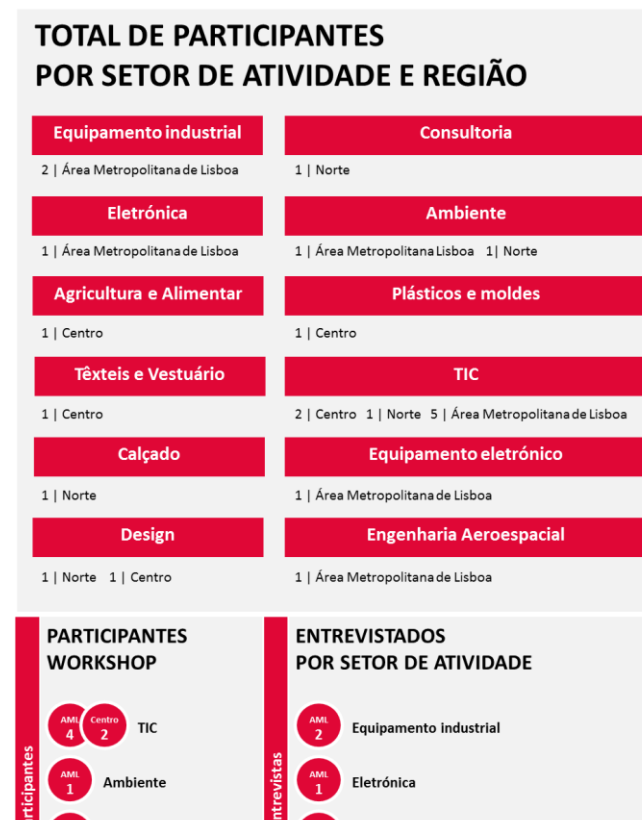 TOTAL DE PARTICIPANTES
POR SETOR DE ATIVIDADE E REGIÃO
Equipamento industrial
2 | Área Metropolitana de Lisboa
Consultoria
1 | Norte
Eletrónica
1 | Área Metropolitana de Lisboa
Ambiente
1 | Área Metropolitana Lisboa 1| Norte
Agricultura e Alimentar
1 | Centro
Plásticos e moldes
1 | Centro
Têxteis e Vestuário
1 | Centro
TIC
2 | Centro 1 | Norte 5 | Área Metropolitana de Lisboa
Calçado
1 | Norte
Equipamento eletrónico
1 | Área Metropolitana de Lisboa
Design
1 | Norte 1 | Centro
Engenharia Aeroespacial
1 | Área Metropolitana de Lisboa
PARTICIPANTES
WORKSHOP
AML
4
Centro
2
TIC
AML
1
Ambiente
ENTREVISTADOS
POR SETOR DE ATIVIDADE
AML
2
Equipamento industrial
AML
1
Eletrónica